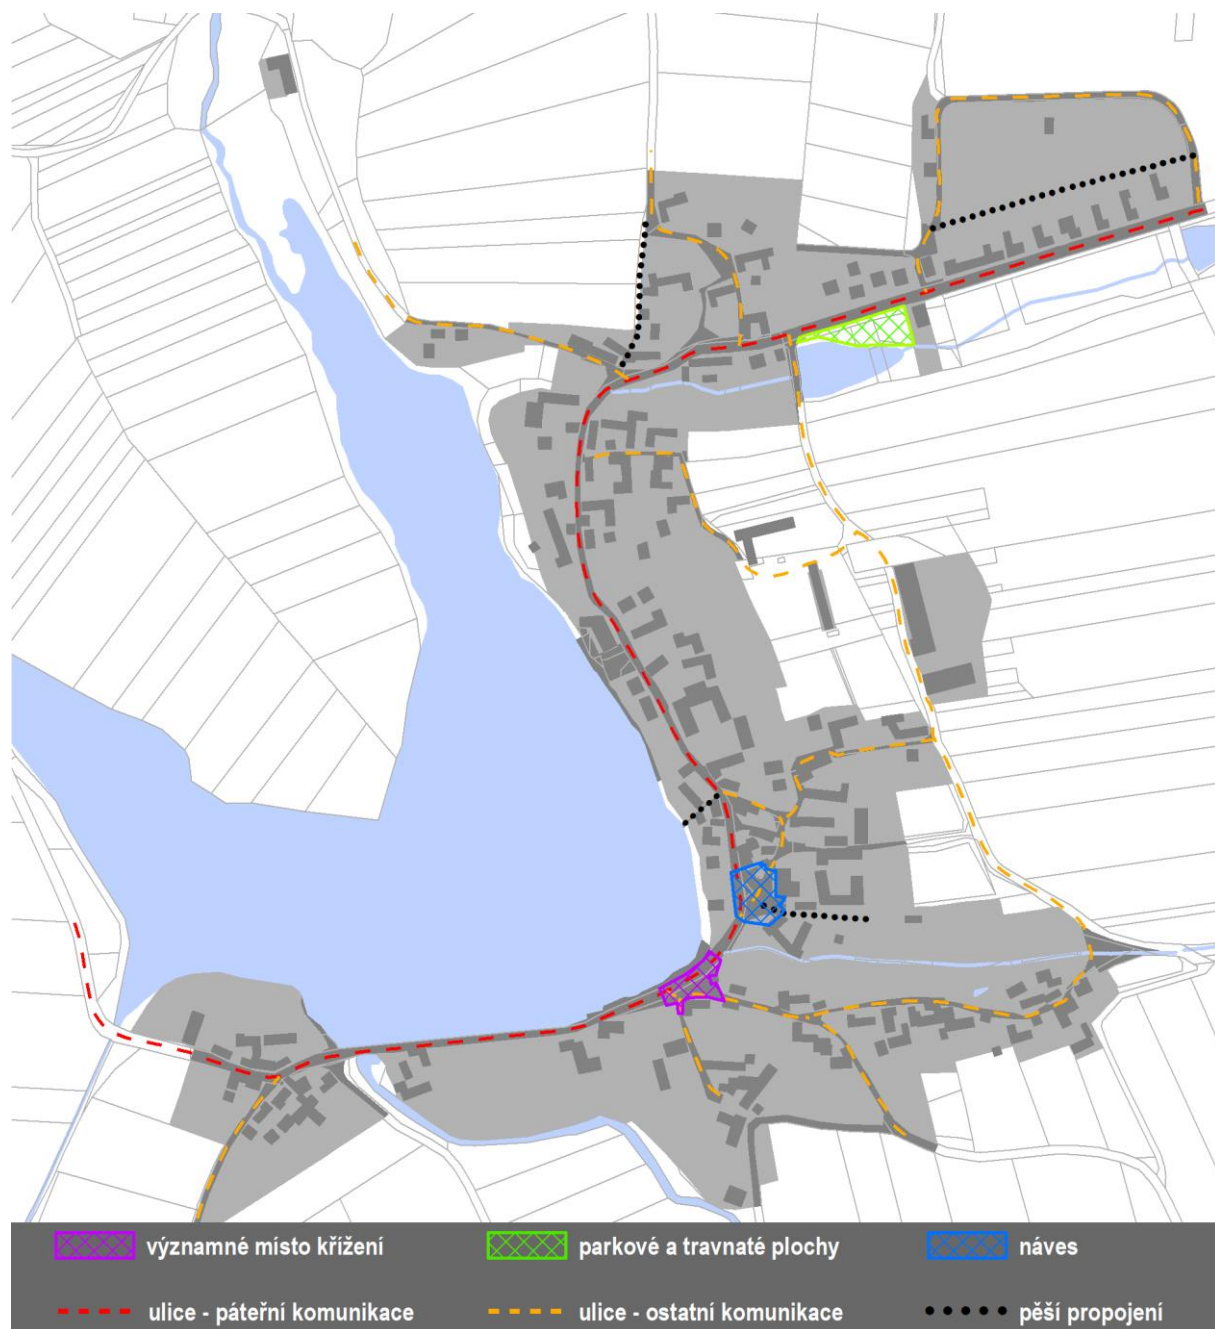 významné místo křížení parkové a travnaté plochy náves
ulice - páteřní komunikace ulice - ostatní komunikace pěší propojení